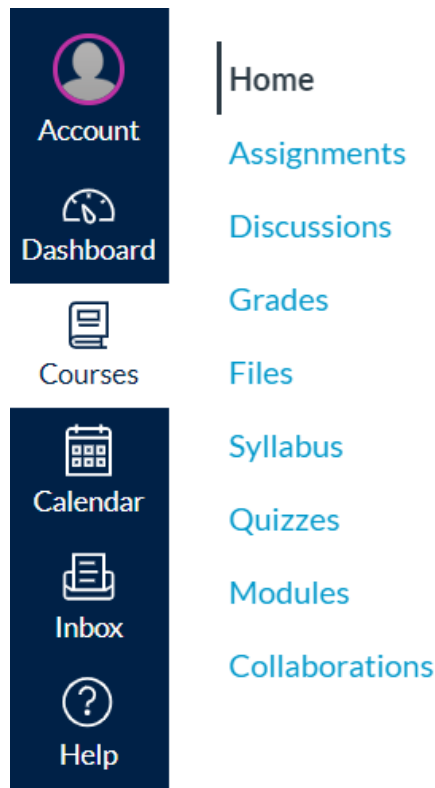 Account
Dashboard
Courses
Calendar
Inbox
Help
Home
Assignments
Discussions
Grades
Files
Syllabus
Quizzes
Modules
Collaborations